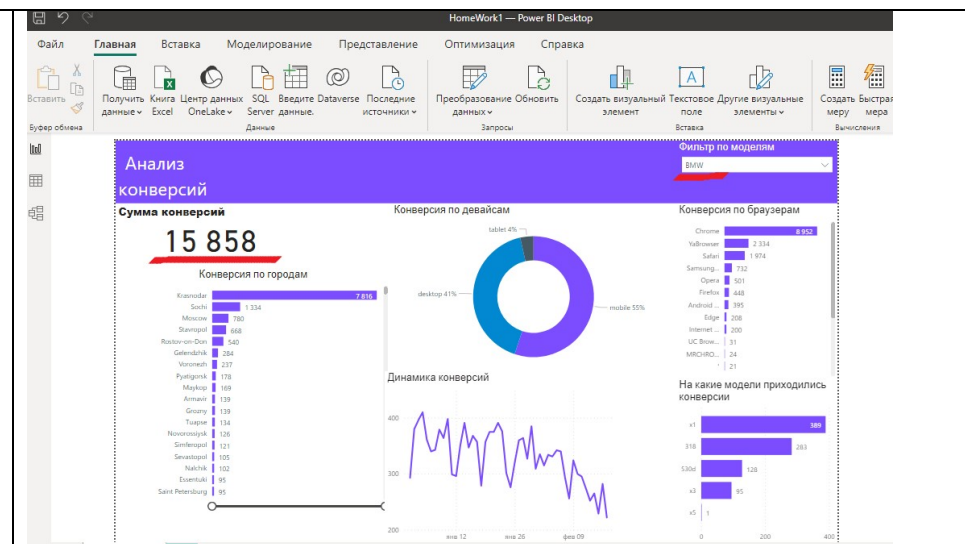 HomeWork1 — Power BI Desktop
Файл Главная Вставка Моделирование Представление Оптимизация Справка
Вставить
Получить данные
Книга Excel
Центр данных OneLake
SQL Server
Введите данные.
Dataverse
Последние источники
Преобразование данных
Обновить
Создать визуальный элемент
Текстовое поле
Другие визуальные элементы
Создать меру
Быстрая мера
Буфер обмена Данные Запросы Вставка Вычисления
Анализ
конверсий
Фильтр по моделям
BMW
Сумма конверсий
15 858
Конверсия по городам
Krasnodar 7 816
Sochi 1 334
Moscow 780
Stavropol 668
Rostov-on-Don 540
Gelendzhik 284
Voronezh 237
Pyatigorsk 178
Maykop 169
Armavir 139
Grozny 139
Tuapse 134
Novorossiysk 126
Simferopol 121
Sevastopol 105
Nalchik 102
Essentuki 95
Saint Petersburg 95
Конверсия по девайсам
tablet 4%
desktop 41%
mobile 55%
Динамика конверсий
400
300
200
янв 12 янв 26 фев 09
Конверсия по браузерам
Chrome 8 952
YaBrowser 2 334
Safari 1 974
Samsung... 732
Opera 501
Firefox 448
Android ... 395
Edge 208
Internet ... 200
UC Brow... 31
MRCHRO... 24
' 21
На какие модели приходились
конверсии
x1 389
318 283
530d 128
x3 95
x5 1
0 200 400